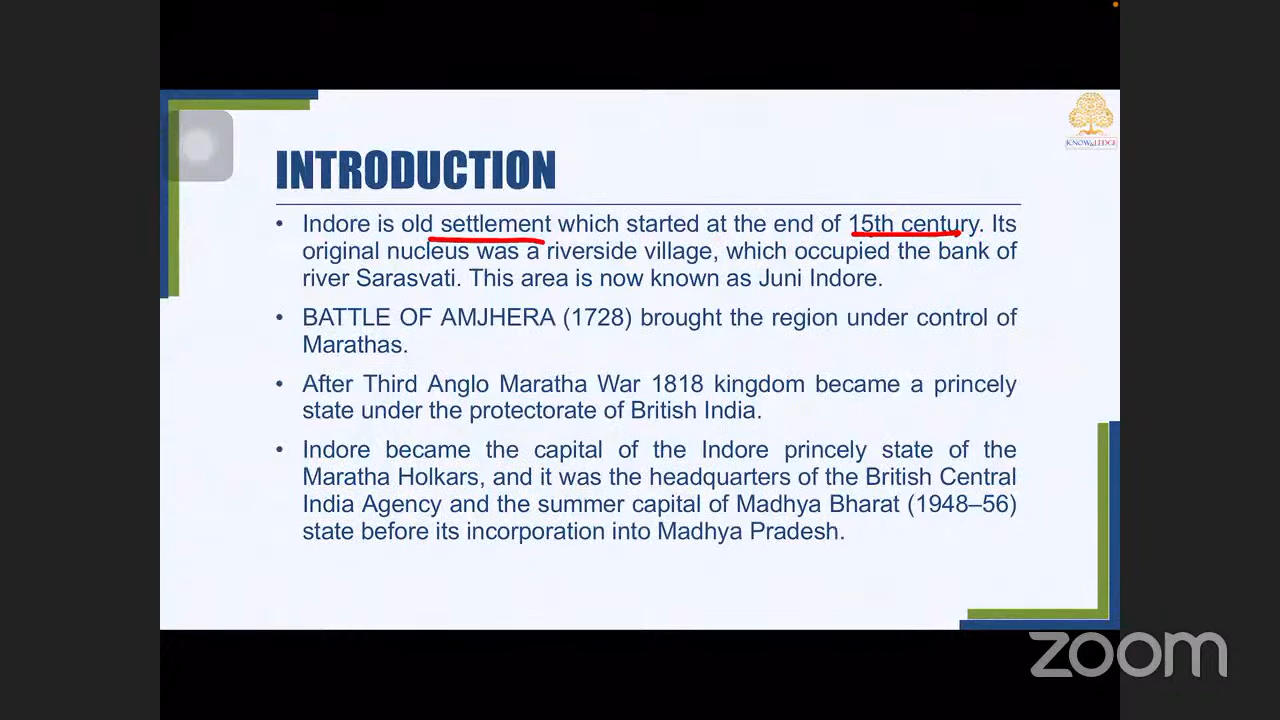 KNOWLEDGE
INTRODUCTION
• Indore is old settlement which started at the end of 15th century. Its
original nucleus was a riverside village, which occupied the bank of
river Sarasvati. This area is now known as Juni Indore.
• BATTLE OF AMJHERA (1728) brought the region under control of
Marathas.
• After Third Anglo Maratha War 1818 kingdom became a princely
state under the protectorate of British India.
• Indore became the capital of the Indore princely state of the
Maratha Holkars, and it was the headquarters of the British Central
India Agency and the summer capital of Madhya Bharat (1948–56)
state before its incorporation into Madhya Pradesh.
zoom